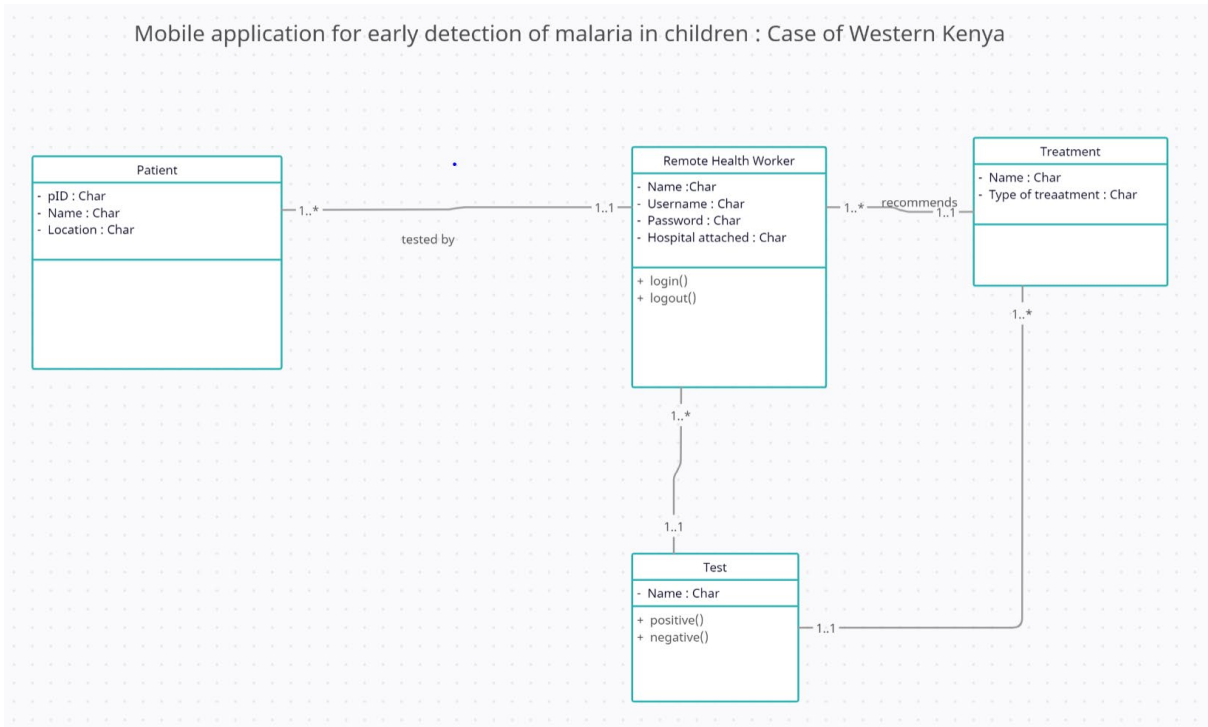 Mobile application for early detection of malaria in children : Case of Western Kenya
Patient
- pID : Char
- Name : Char
- Location : Char
1..*
tested by
1..1
Remote Health Worker
- Name :Char
- Username : Char
- Password : Char
- Hospital attached : Char
+ login()
+ logout()
1..*
recommends
1..1
Treatment
- Name : Char
- Type of treaatment : Char
1..*
1..*
1..1
Test
- Name : Char
+ positive()
+ negative()
1..1